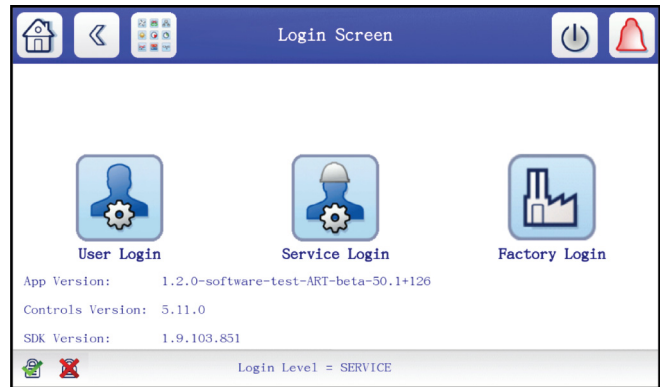 Login Screen
User Login
Service Login
Factory Login
App Version: 1.2.0-software-test-ART-beta-50.1+126
Controls Version: 5.11.0
SDK Version: 1.9.103.851
Login Level = SERVICE